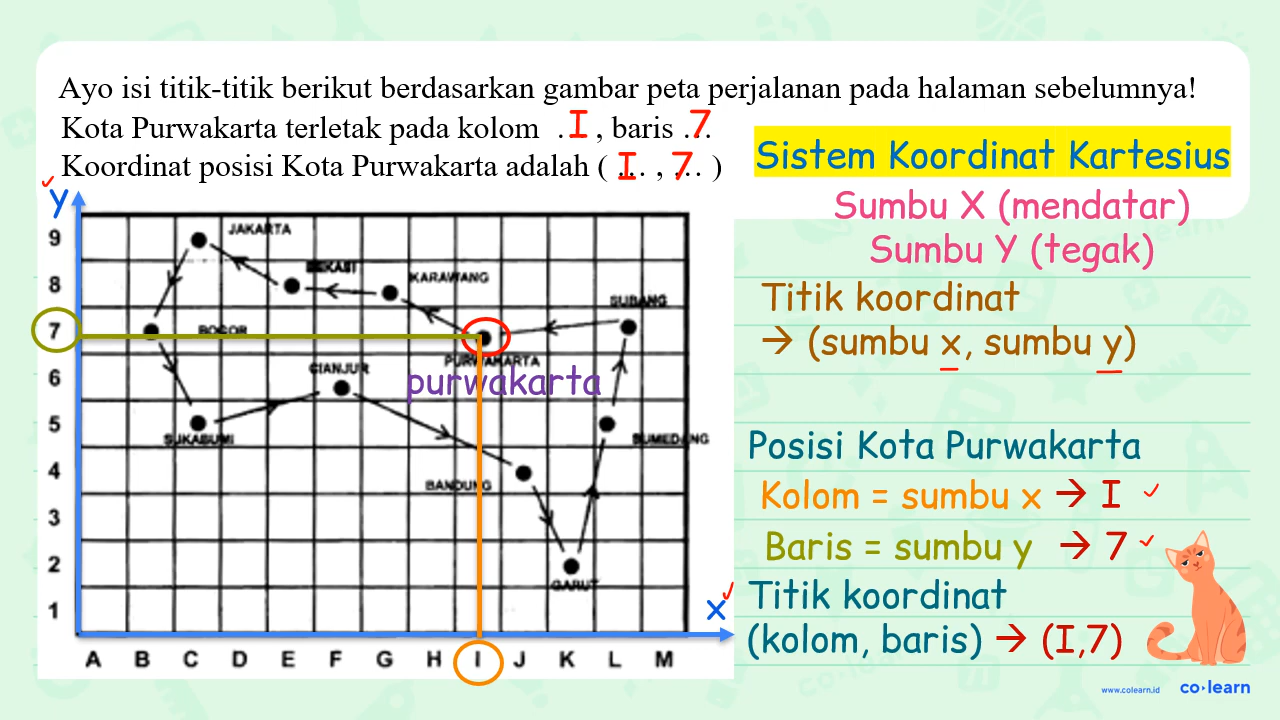 Ayo isi titik-titik berikut berdasarkan gambar peta perjalanan pada halaman sebelumnya!
Kota Purwakarta terletak pada kolom . I , baris .7.
Koordinat posisi Kota Purwakarta adalah ( I , 7 )
Sistem Koordinat Kartesius
Sumbu X (mendatar)
Sumbu Y (tegak)
Titik koordinat
→ (sumbu x, sumbu y)
Posisi Kota Purwakarta
Kolom = sumbu x → I
Baris = sumbu y → 7
Titik koordinat
(kolom, baris) → (I,7)
y
9
8
7
6
5
4
3
2
1
JAKARTA
BEKASI
KARAWANG
SUBANG
BOGOR
PURWAKARTA
purwakarta
CIANJUR
SUKABUMI
SUMEDANG
BANDUNG
GARUT
x
A B C D E F G H I J K L M
www.colearn.id
co·learn